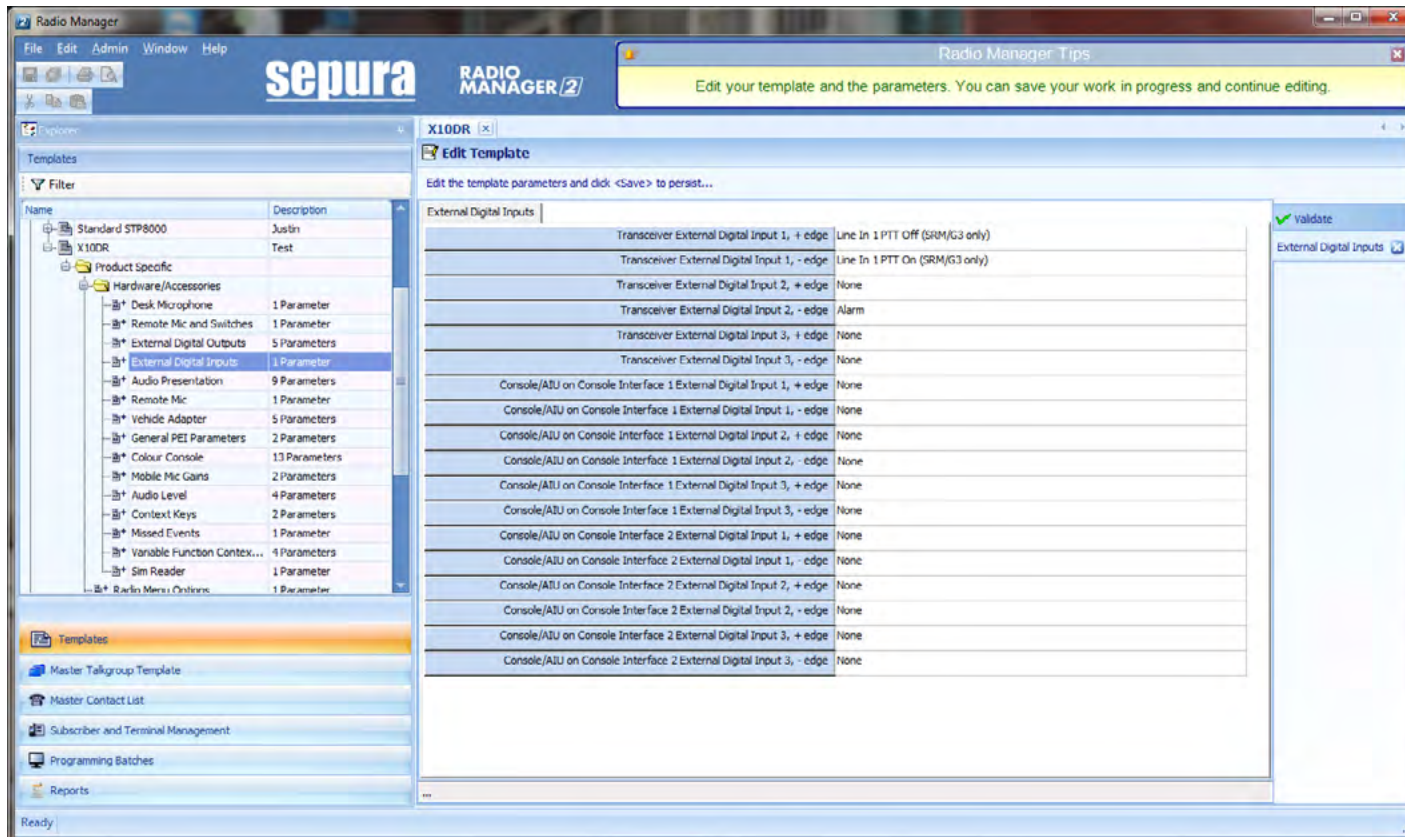 Radio Manager
File Edit Admin Window Help
sepura
RADIO MANAGER 2
Radio Manager Tips
Edit your template and the parameters. You can save your work in progress and continue editing.
Explorer
Templates
Filter
Name Description
Standard STP8000 Justin
X10DR Test
Product Specific
Hardware/Accessories
Desk Microphone 1 Parameter
Remote Mic and Switches 1 Parameter
External Digital Outputs 5 Parameters
External Digital Inputs 1 Parameter
Audio Presentation 9 Parameters
Remote Mic 1 Parameter
Vehicle Adapter 5 Parameters
General PEI Parameters 2 Parameters
Colour Console 13 Parameters
Mobile Mic Gains 2 Parameters
Audio Level 4 Parameters
Context Keys 2 Parameters
Missed Events 1 Parameter
Variable Function Contex... 4 Parameters
Sim Reader 1 Parameter
Radio Menu Options 1 Parameter
Templates
Master Talkgroup Template
Master Contact List
Subscriber and Terminal Management
Programming Batches
Reports
Ready
X10DR
Edit Template
Edit the template parameters and click <Save> to persist...
External Digital Inputs
Transceiver External Digital Input 1, + edge Line In 1 PTT Off (SRM/G3 only)
Transceiver External Digital Input 1, - edge Line In 1 PTT On (SRM/G3 only)
Transceiver External Digital Input 2, + edge None
Transceiver External Digital Input 2, - edge Alarm
Transceiver External Digital Input 3, + edge None
Transceiver External Digital Input 3, - edge None
Console/AIU on Console Interface 1 External Digital Input 1, + edge None
Console/AIU on Console Interface 1 External Digital Input 1, - edge None
Console/AIU on Console Interface 1 External Digital Input 2, + edge None
Console/AIU on Console Interface 1 External Digital Input 2, - edge None
Console/AIU on Console Interface 1 External Digital Input 3, + edge None
Console/AIU on Console Interface 1 External Digital Input 3, - edge None
Console/AIU on Console Interface 2 External Digital Input 1, + edge None
Console/AIU on Console Interface 2 External Digital Input 1, - edge None
Console/AIU on Console Interface 2 External Digital Input 2, + edge None
Console/AIU on Console Interface 2 External Digital Input 2, - edge None
Console/AIU on Console Interface 2 External Digital Input 3, + edge None
Console/AIU on Console Interface 2 External Digital Input 3, - edge None
...
Validate
External Digital Inputs